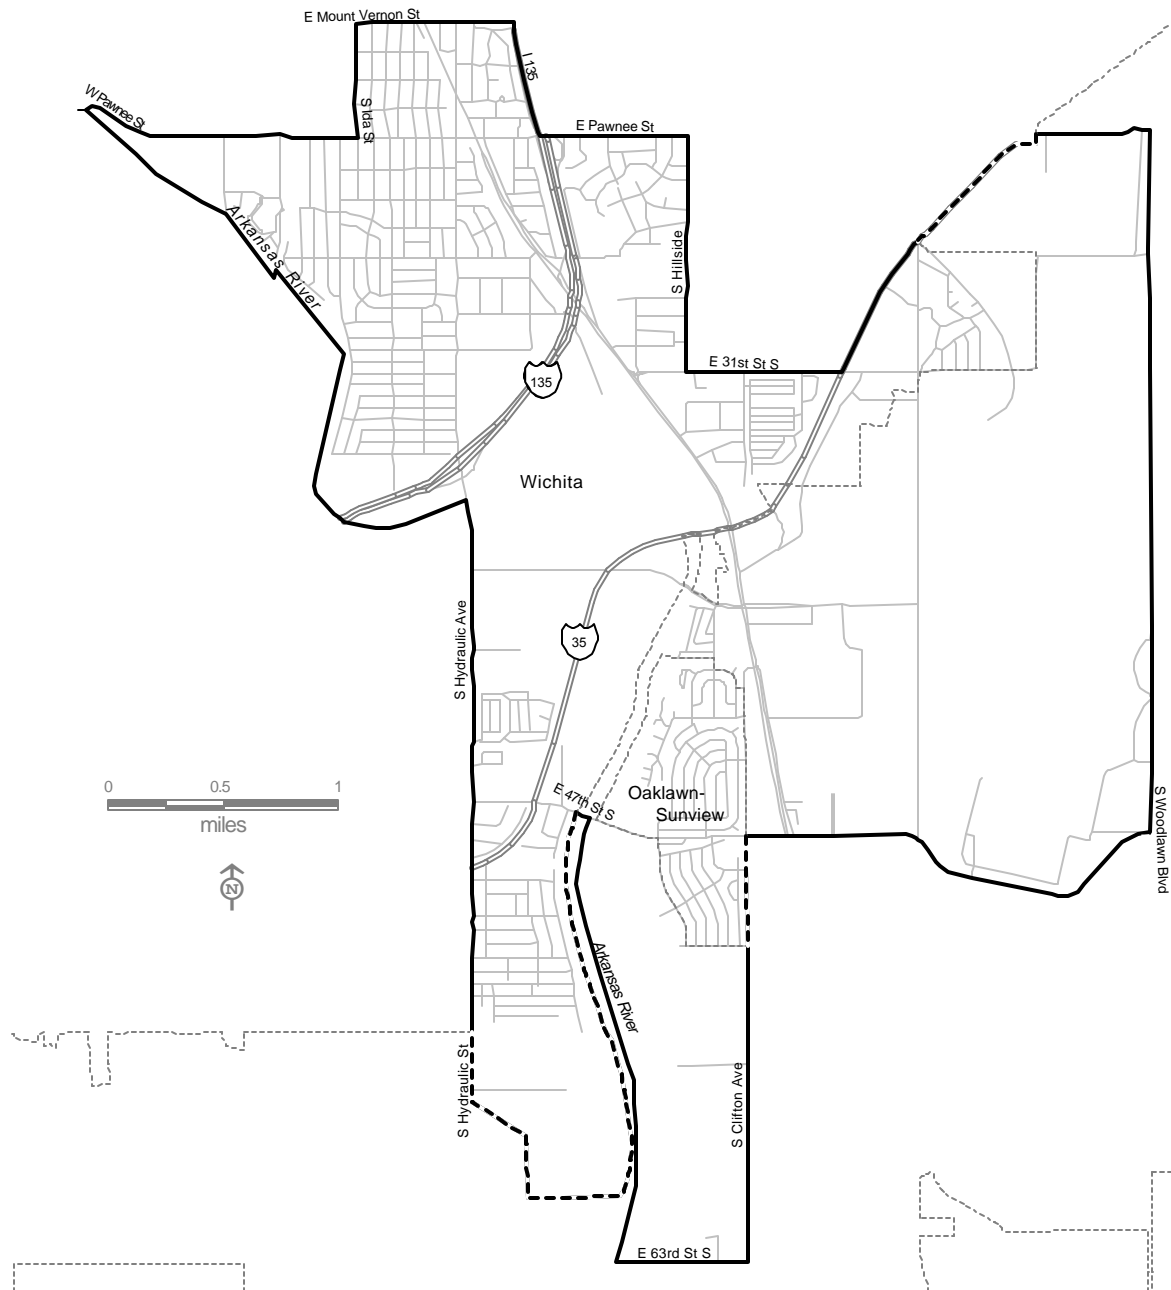 E Mount Vernon St
I 135
W Pawnee St
S Ida St
E Pawnee St
Arkansas River
S Hillside
E 31st St S
135
Wichita
S Hydraulic Ave
35
0 0.5 1
miles
N
E 47th St S
Oaklawn-
Sunview
S Woodlawn Blvd
Arkansas River
S Hydraulic St
S Clifton Ave
E 63rd St S